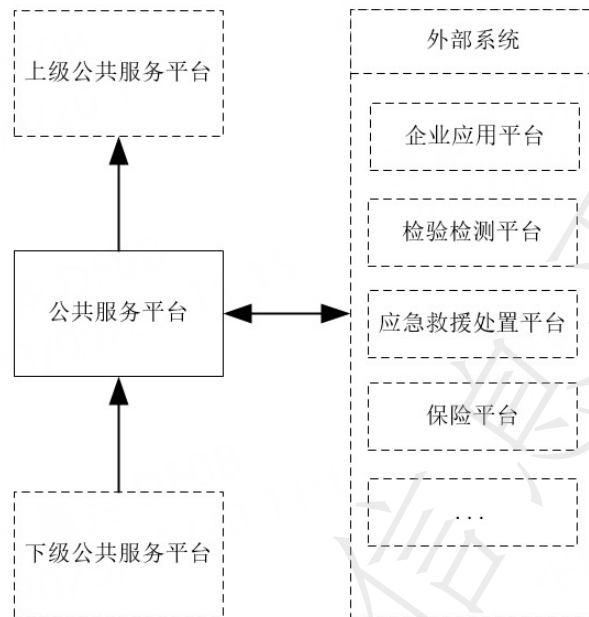 上级公共服务平台
公共服务平台
下级公共服务平台
外部系统
企业应用平台
检验检测平台
应急救援处置平台
保险平台
...